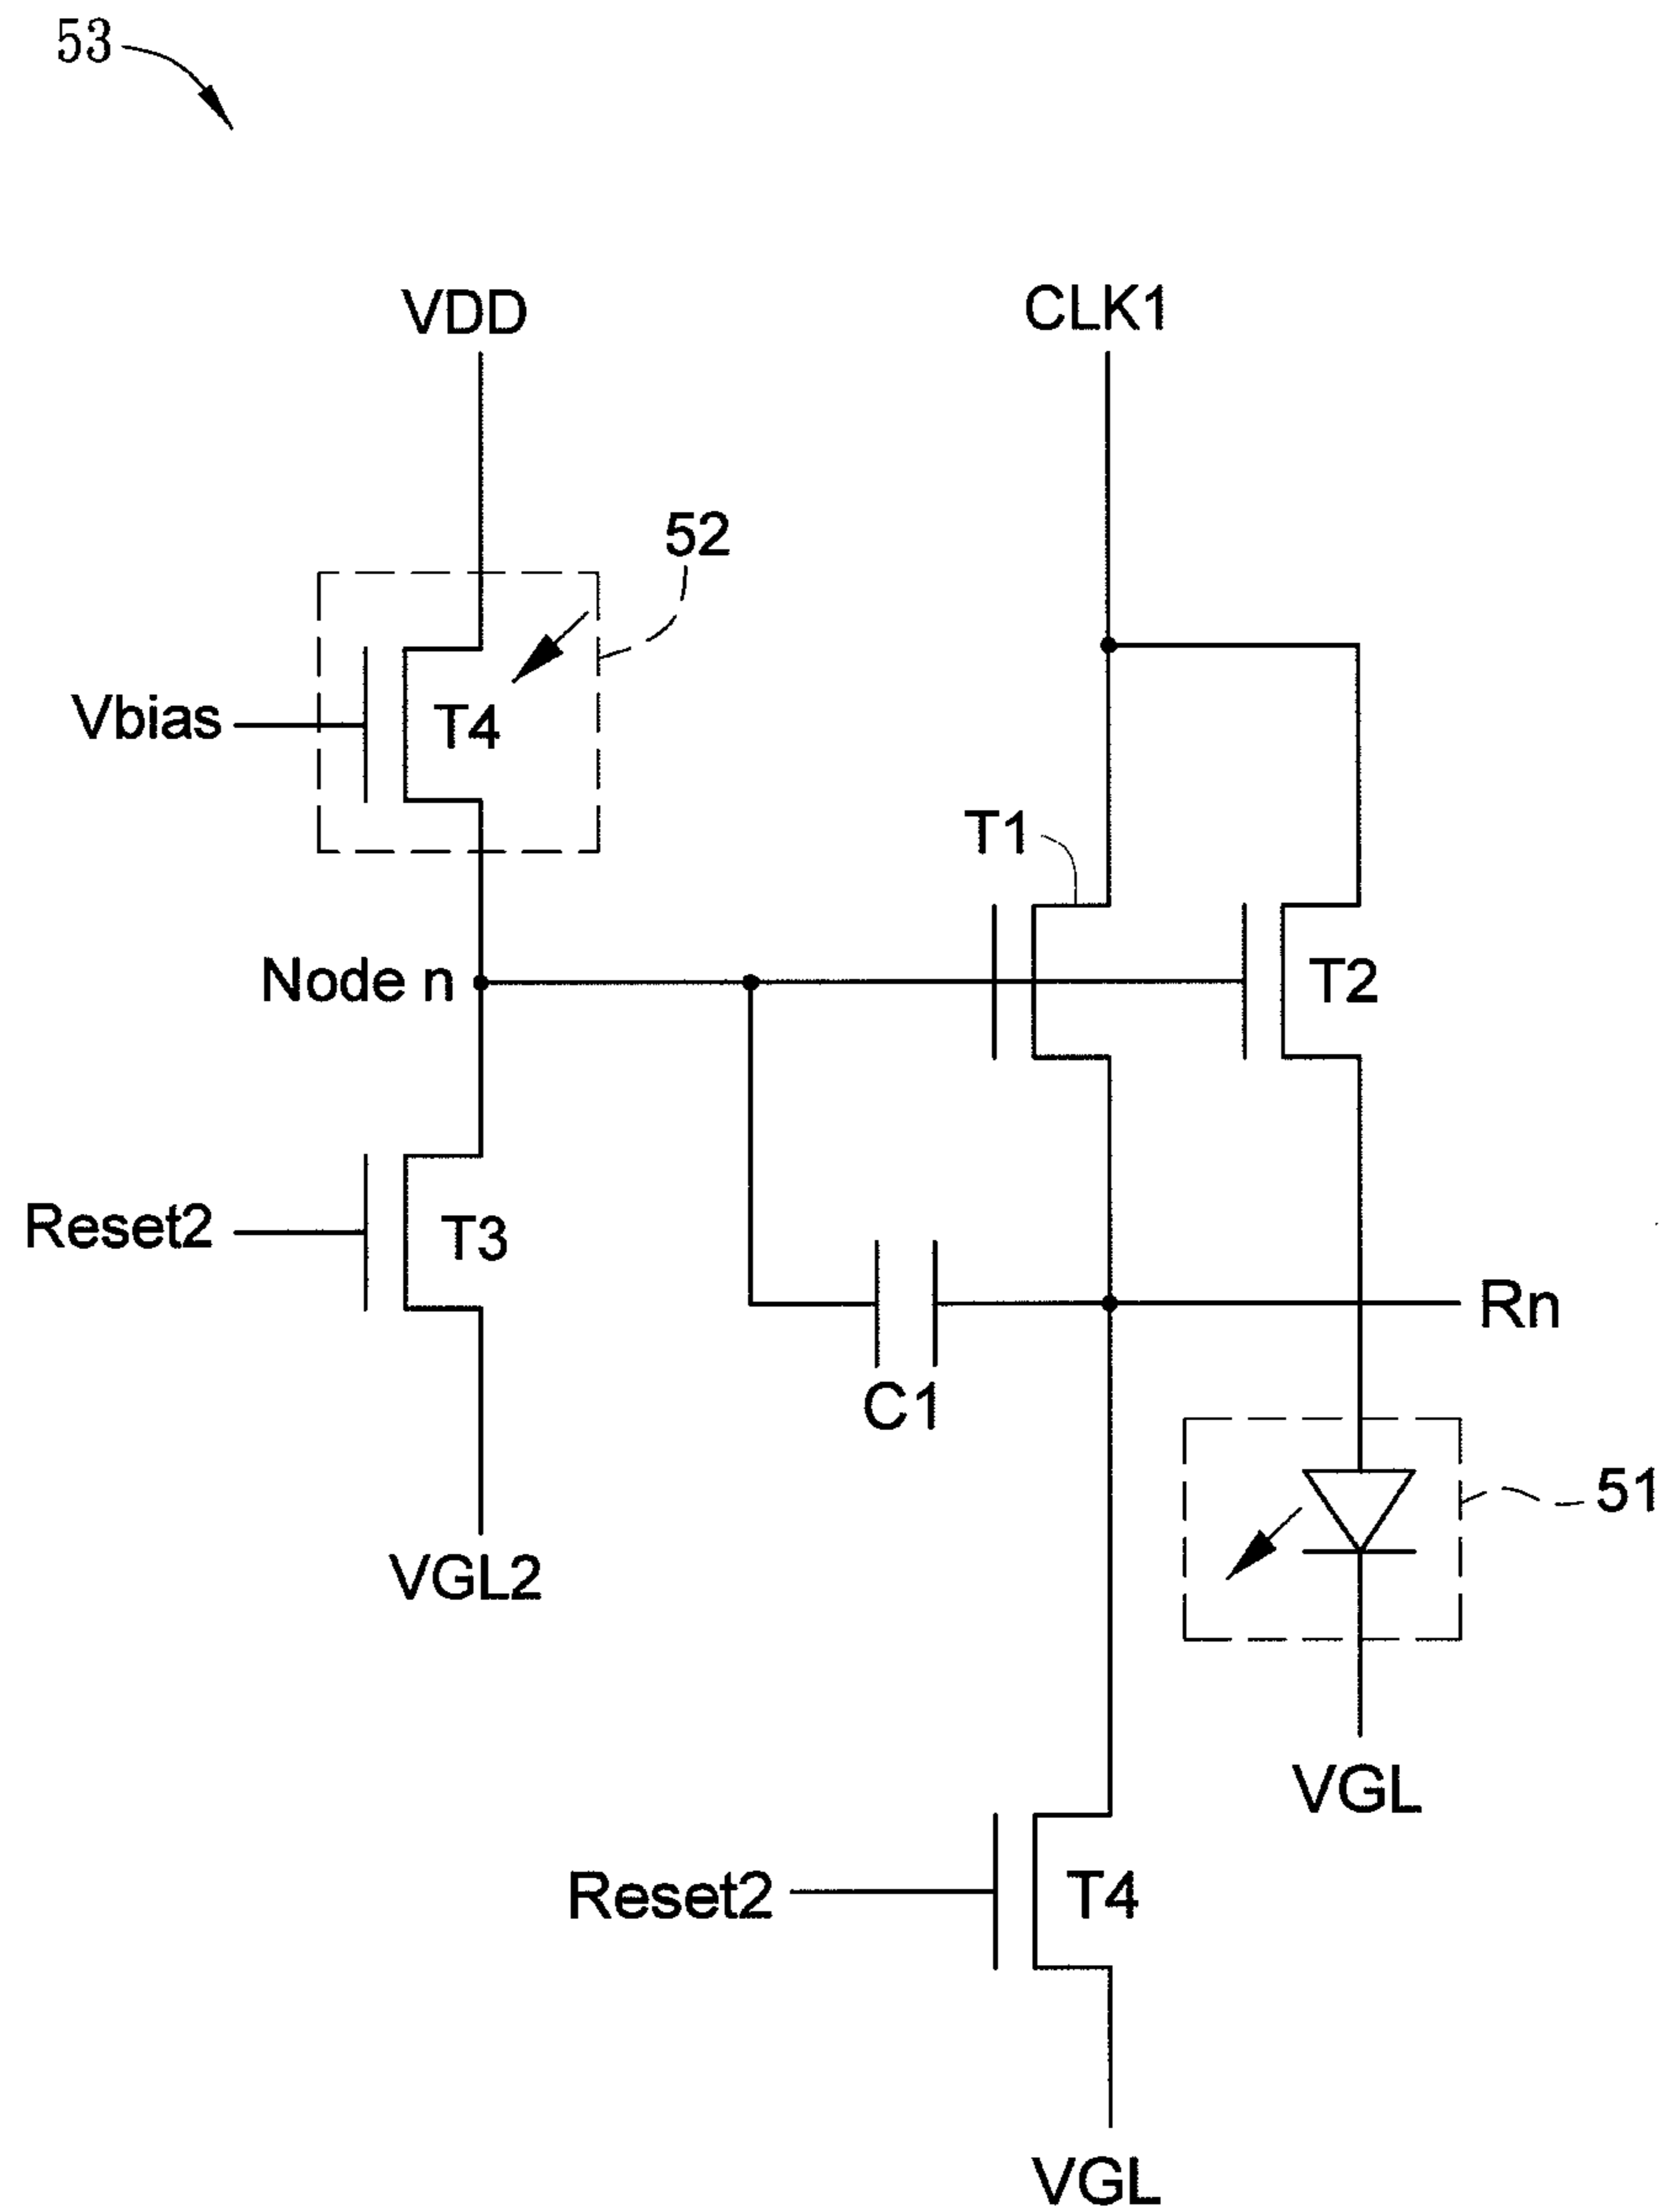 53
VDD
CLK1
52
Vbias
T4
T1
Node n
T2
Reset2
T3
Rn
C1
51
VGL2
VGL
Reset2
T4
VGL